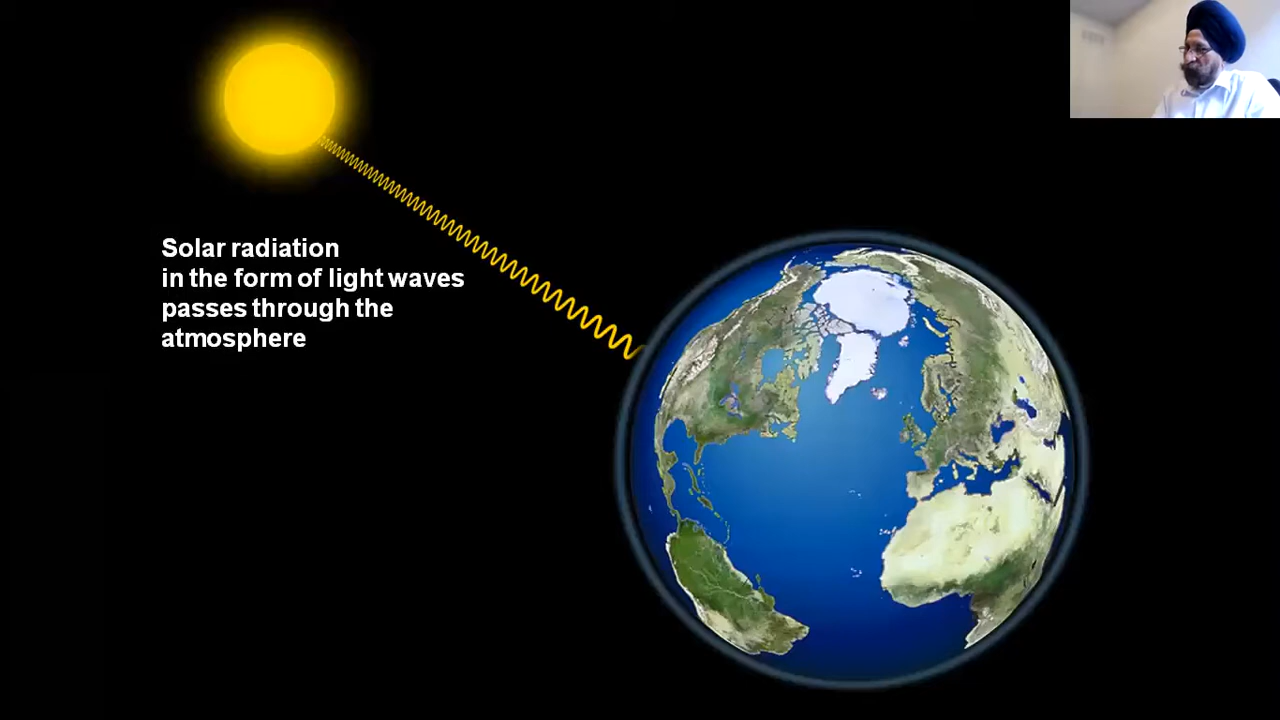 Solar radiation
in the form of light waves
passes through the
atmosphere